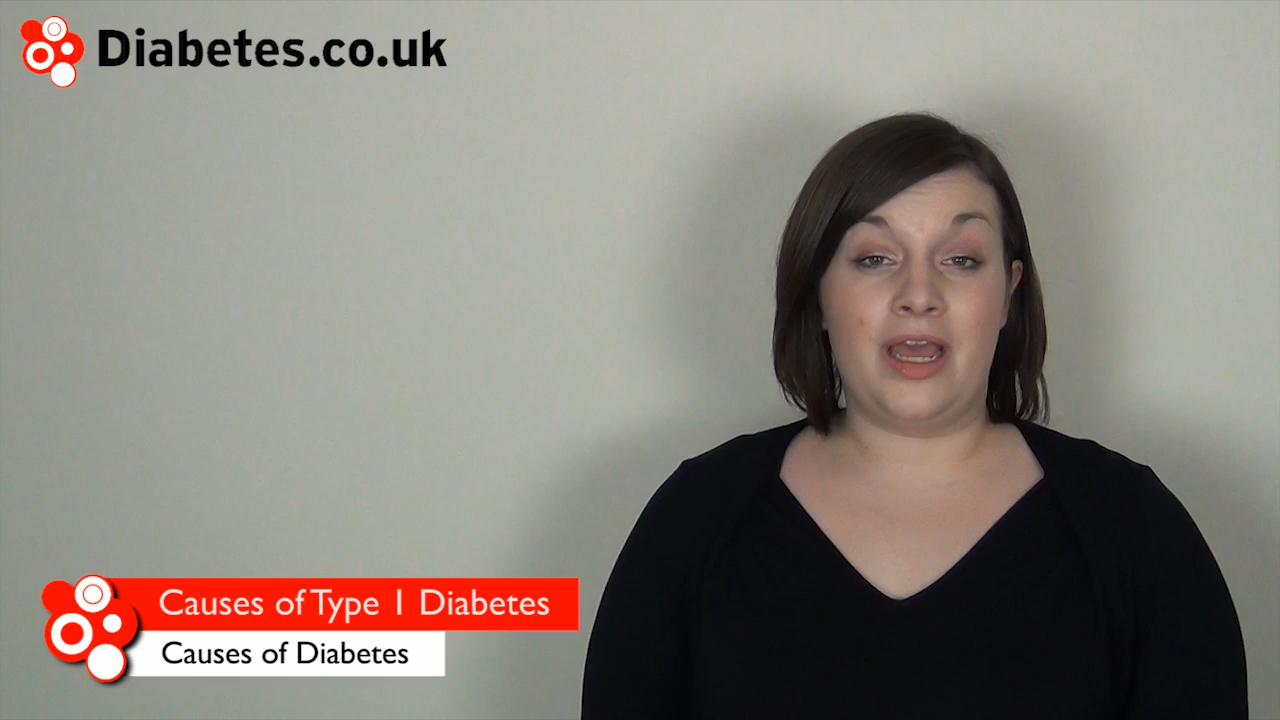 Diabetes.co.uk
Causes of Type 1 Diabetes
Causes of Diabetes